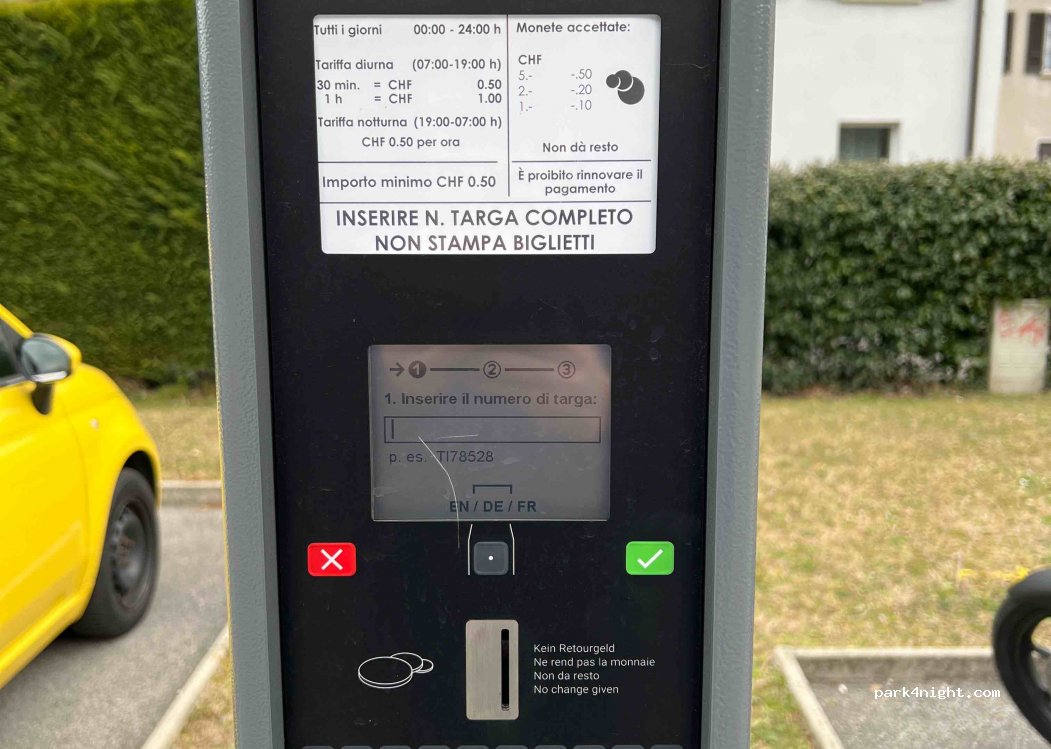 Tutti i giorni 00:00 - 24:00 h
Tariffa diurna (07:00-19:00 h)
30 min. = CHF 0.50
1 h = CHF 1.00
Tariffa notturna (19:00-07:00 h)
CHF 0.50 per ora
Importo minimo CHF 0.50
Monete accettate:
CHF
5.- -.50
2.- -.20
1.- -.10
Non dà resto
È proibito rinnovare il
pagamento
INSERIRE N. TARGA COMPLETO
NON STAMPA BIGLIETTI
1 2 3
1. Inserire il numero di targa:
p. es. TI78528
EN / DE / FR
Kein Retourgeld
Ne rend pas la monnaie
Non da resto
No change given
park4night.com